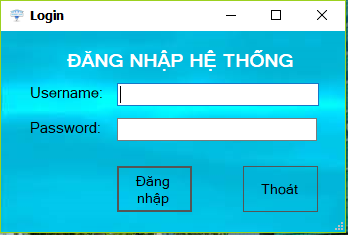 Login
ĐĂNG NHẬP HỆ THỐNG
Username:
Password:
Đăng
nhập
Thoát